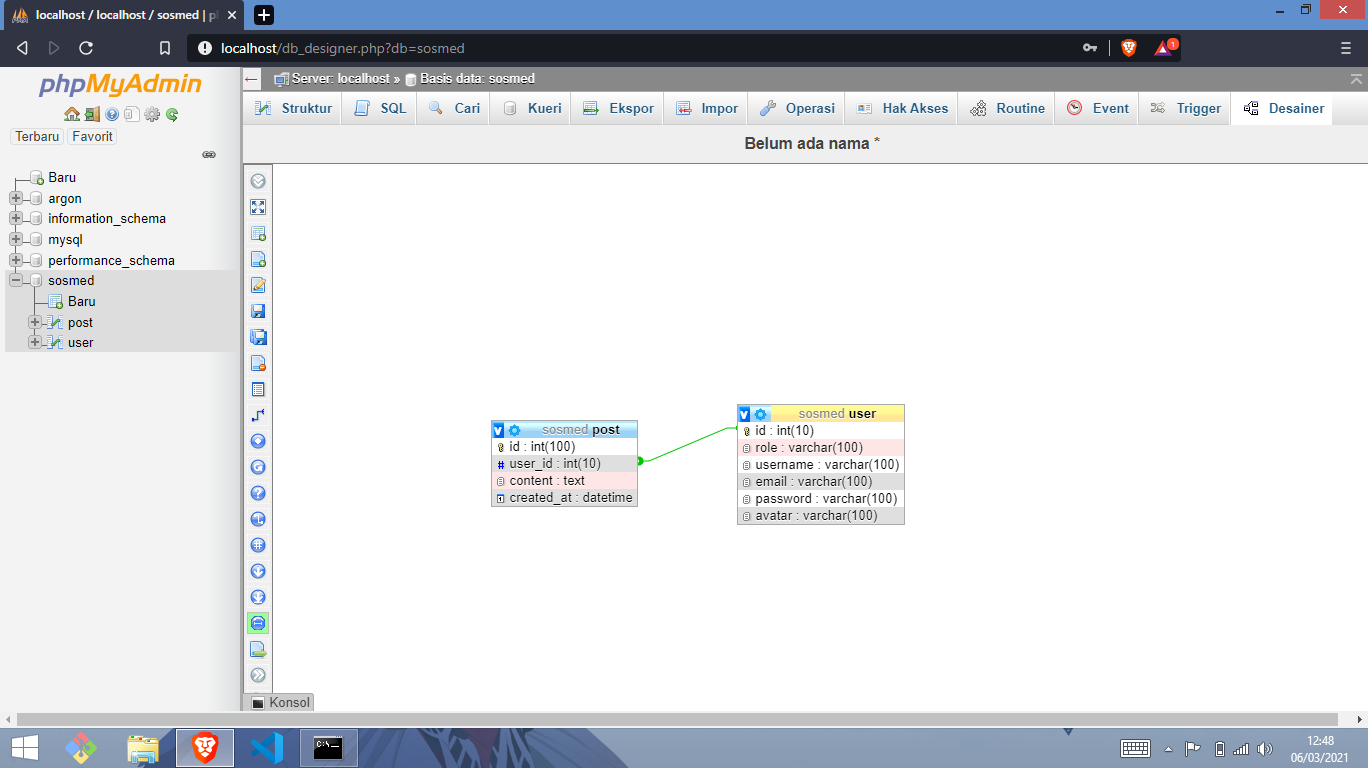 localhost / localhost / sosmed | p
localhost/db_designer.php?db=sosmed
1
phpMyAdmin
Terbaru Favorit
Baru
argon
information_schema
mysql
performance_schema
sosmed
Baru
post
user
Server: localhost » Basis data: sosmed
Struktur SQL Cari Kueri Ekspor Impor Operasi Hak Akses Routine Event Trigger Desainer
Belum ada nama *
sosmed post
id : int(100)
user_id : int(10)
content : text
created_at : datetime
sosmed user
id : int(10)
role : varchar(100)
username : varchar(100)
email : varchar(100)
password : varchar(100)
avatar : varchar(100)
Konsol
12:48
06/03/2021